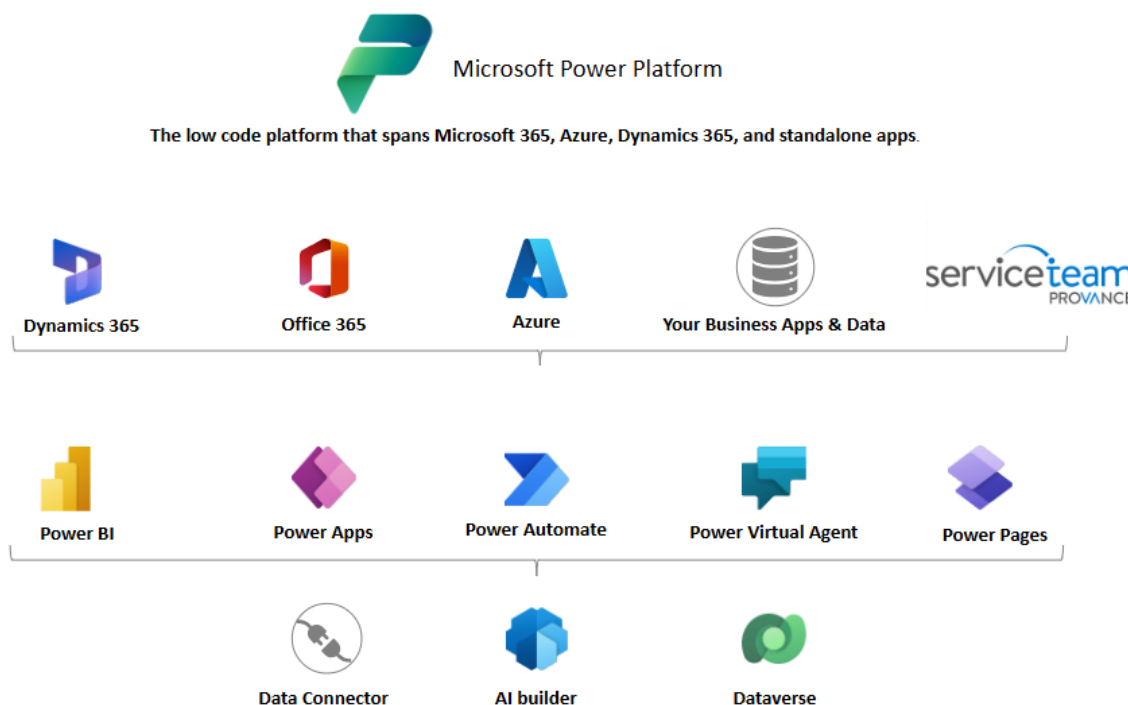 Microsoft Power Platform
The low code platform that spans Microsoft 365, Azure, Dynamics 365, and standalone apps.
serviceteam
PROVANCE
Dynamics 365
Office 365
Azure
Your Business Apps & Data
Power BI
Power Apps
Power Automate
Power Virtual Agent
Power Pages
Data Connector
AI builder
Dataverse